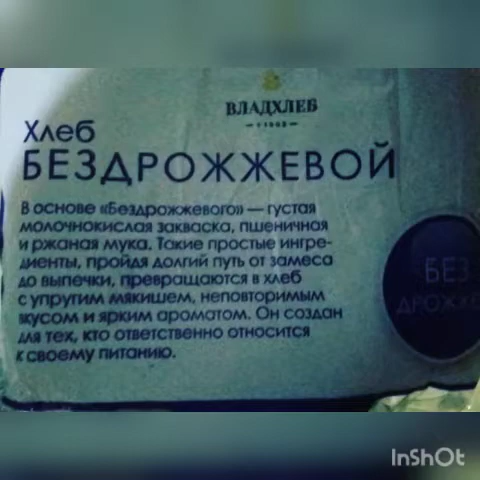 ВЛАДХЛЕБ
Хлеб
БЕЗДРОЖЖЕВОЙ
В основе «Бездрожжевого» — густая
молочнокислая закваска, пшеничная
и ржаная мука. Такие простые ингре-
диенты, пройдя долгий путь от замеса
до выпечки, превращаются в хлеб
с упругим мякишем, неповторимым
вкусом и ярким ароматом. Он создан
для тех, кто ответственно относится
к своему питанию.
БЕЗ
ДРОЖЖЕ
InShOt